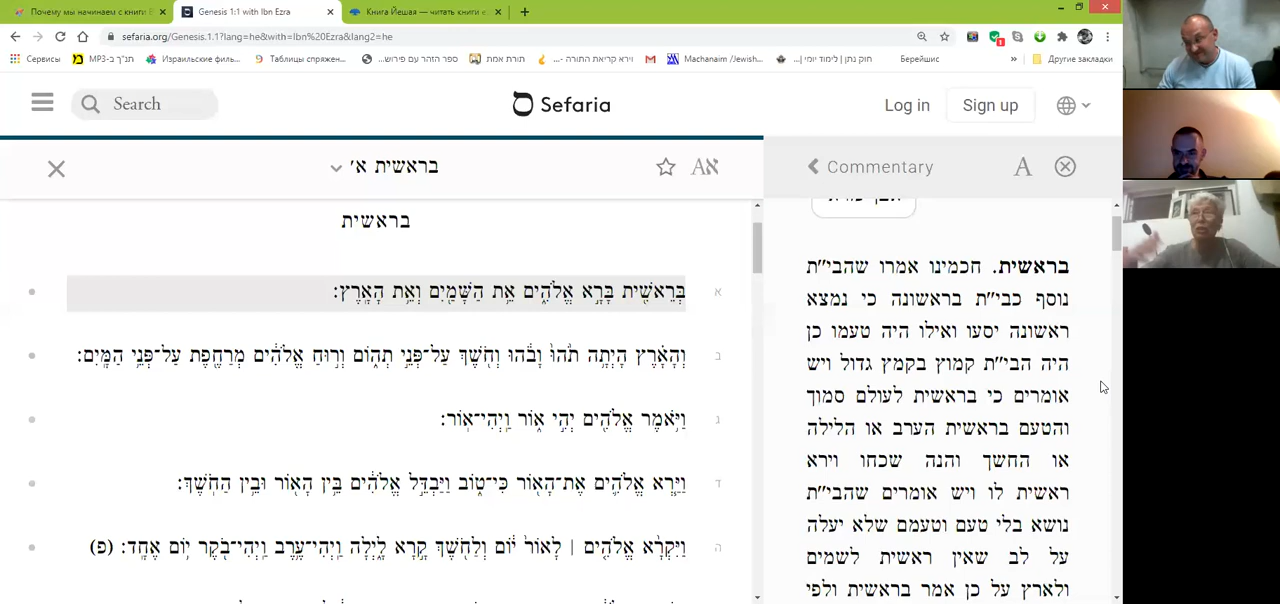 Почему мы начинаем с книги
Genesis 1:1 with Ibn Ezra
Книга Йешая — читать книги е
sefaria.org/Genesis.1.1?lang=he&with=Ibn%20Ezra&lang2=he
Сервисы
תנ"ך ב-MP3
Израильские филь...
Таблицы спряжен...
ספר הזהר עם פירוש...
תורת אמת
וירא קריאת התורה -...
Machanaim /Jewish...
חוק נתן | לימוד יומי |...
Берейшис
»
Другие закладки
Search
Sefaria
Log in
Sign up
בראשית א׳
Commentary
A
בראשית
א בְּרֵאשִׁ֖ית בָּרָ֣א אֱלֹהִ֑ים אֵ֥ת הַשָּׁמַ֖יִם וְאֵ֥ת הָאָֽרֶץ׃
ב וְהָאָ֗רֶץ הָיְתָ֥ה תֹ֙הוּ֙ וָבֹ֔הוּ וְחֹ֖שֶׁךְ עַל־פְּנֵ֣י תְה֑וֹם וְר֣וּחַ אֱלֹהִ֔ים מְרַחֶ֖פֶת עַל־פְּנֵ֥י הַמָּֽיִם׃
ג וַיֹּ֥אמֶר אֱלֹהִ֖ים יְהִ֣י א֑וֹר וַֽיְהִי־אֽוֹר׃
ד וַיַּ֧רְא אֱלֹהִ֛ים אֶת־הָא֖וֹר כִּי־ט֑וֹב וַיַּבְדֵּ֣ל אֱלֹהִ֔ים בֵּ֥ין הָא֖וֹר וּבֵ֥ין הַחֹֽשֶׁךְ׃
ה וַיִּקְרָ֨א אֱלֹהִ֤ים ׀ לָאוֹר֙ י֔וֹם וְלַחֹ֖שֶׁךְ קָ֣רָא לָ֑יְלָה וַֽיְהִי־עֶ֥רֶב וַֽיְהִי־בֹ֖קֶר י֥וֹם אֶחָֽד׃ (פ)
בראשית. חכמינו אמרו שהבי״ת
נוסף כבי״ת בראשונה כי נמצא
ראשונה יסעו ואילו היה טעמו כן
היה הבי״ת קמוץ בקמץ גדול ויש
אומרים כי בראשית לעולם סמוך
והטעם בראשית הערב או הלילה
או החשך והנה שכחו וירא
ראשית לו ויש אומרים שהבי״ת
נושא בלי טעם וטעמם שלא יעלה
על לב שאין ראשית לשמים
ולארץ על כן אמר בראשית ולפי